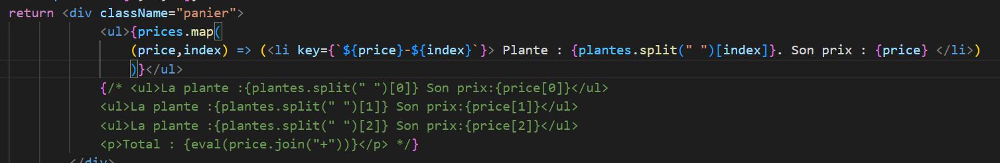 return <div className="panier">
<ul>{prices.map(
(price,index) => (<li key={`${price}-${index}`}> Plante : {plantes.split(" ")[index]}. Son prix : {price} </li>)
)}</ul>
{/* <ul>La plante :{plantes.split(" ")[0]} Son prix:{price[0]}</ul>
<ul>La plante :{plantes.split(" ")[1]} Son prix:{price[1]}</ul>
<ul>La plante :{plantes.split(" ")[2]} Son prix:{price[2]}</ul>
<p>Total : {eval(price.join("+"))}</p> */}
</div>